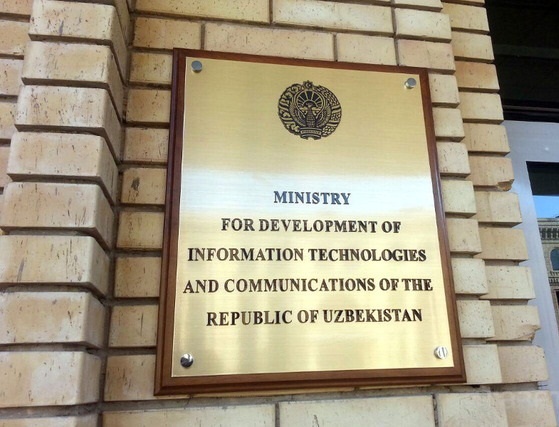 MINISTRY
FOR DEVELOPMENT OF
INFORMATION TECHNOLOGIES
AND COMMUNICATIONS OF THE
REPUBLIC OF UZBEKISTAN